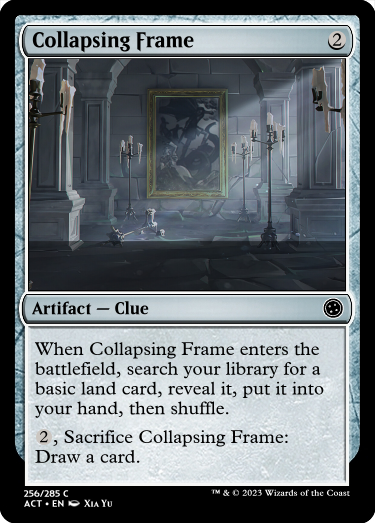 Collapsing Frame 2
Artifact — Clue
When Collapsing Frame enters the
battlefield, search your library for a
basic land card, reveal it, put it into
your hand, then shuffle.
2, Sacrifice Collapsing Frame:
Draw a card.
256/285 C ™ & © 2023 Wizards of the Coast
ACT • EN Xia Yu